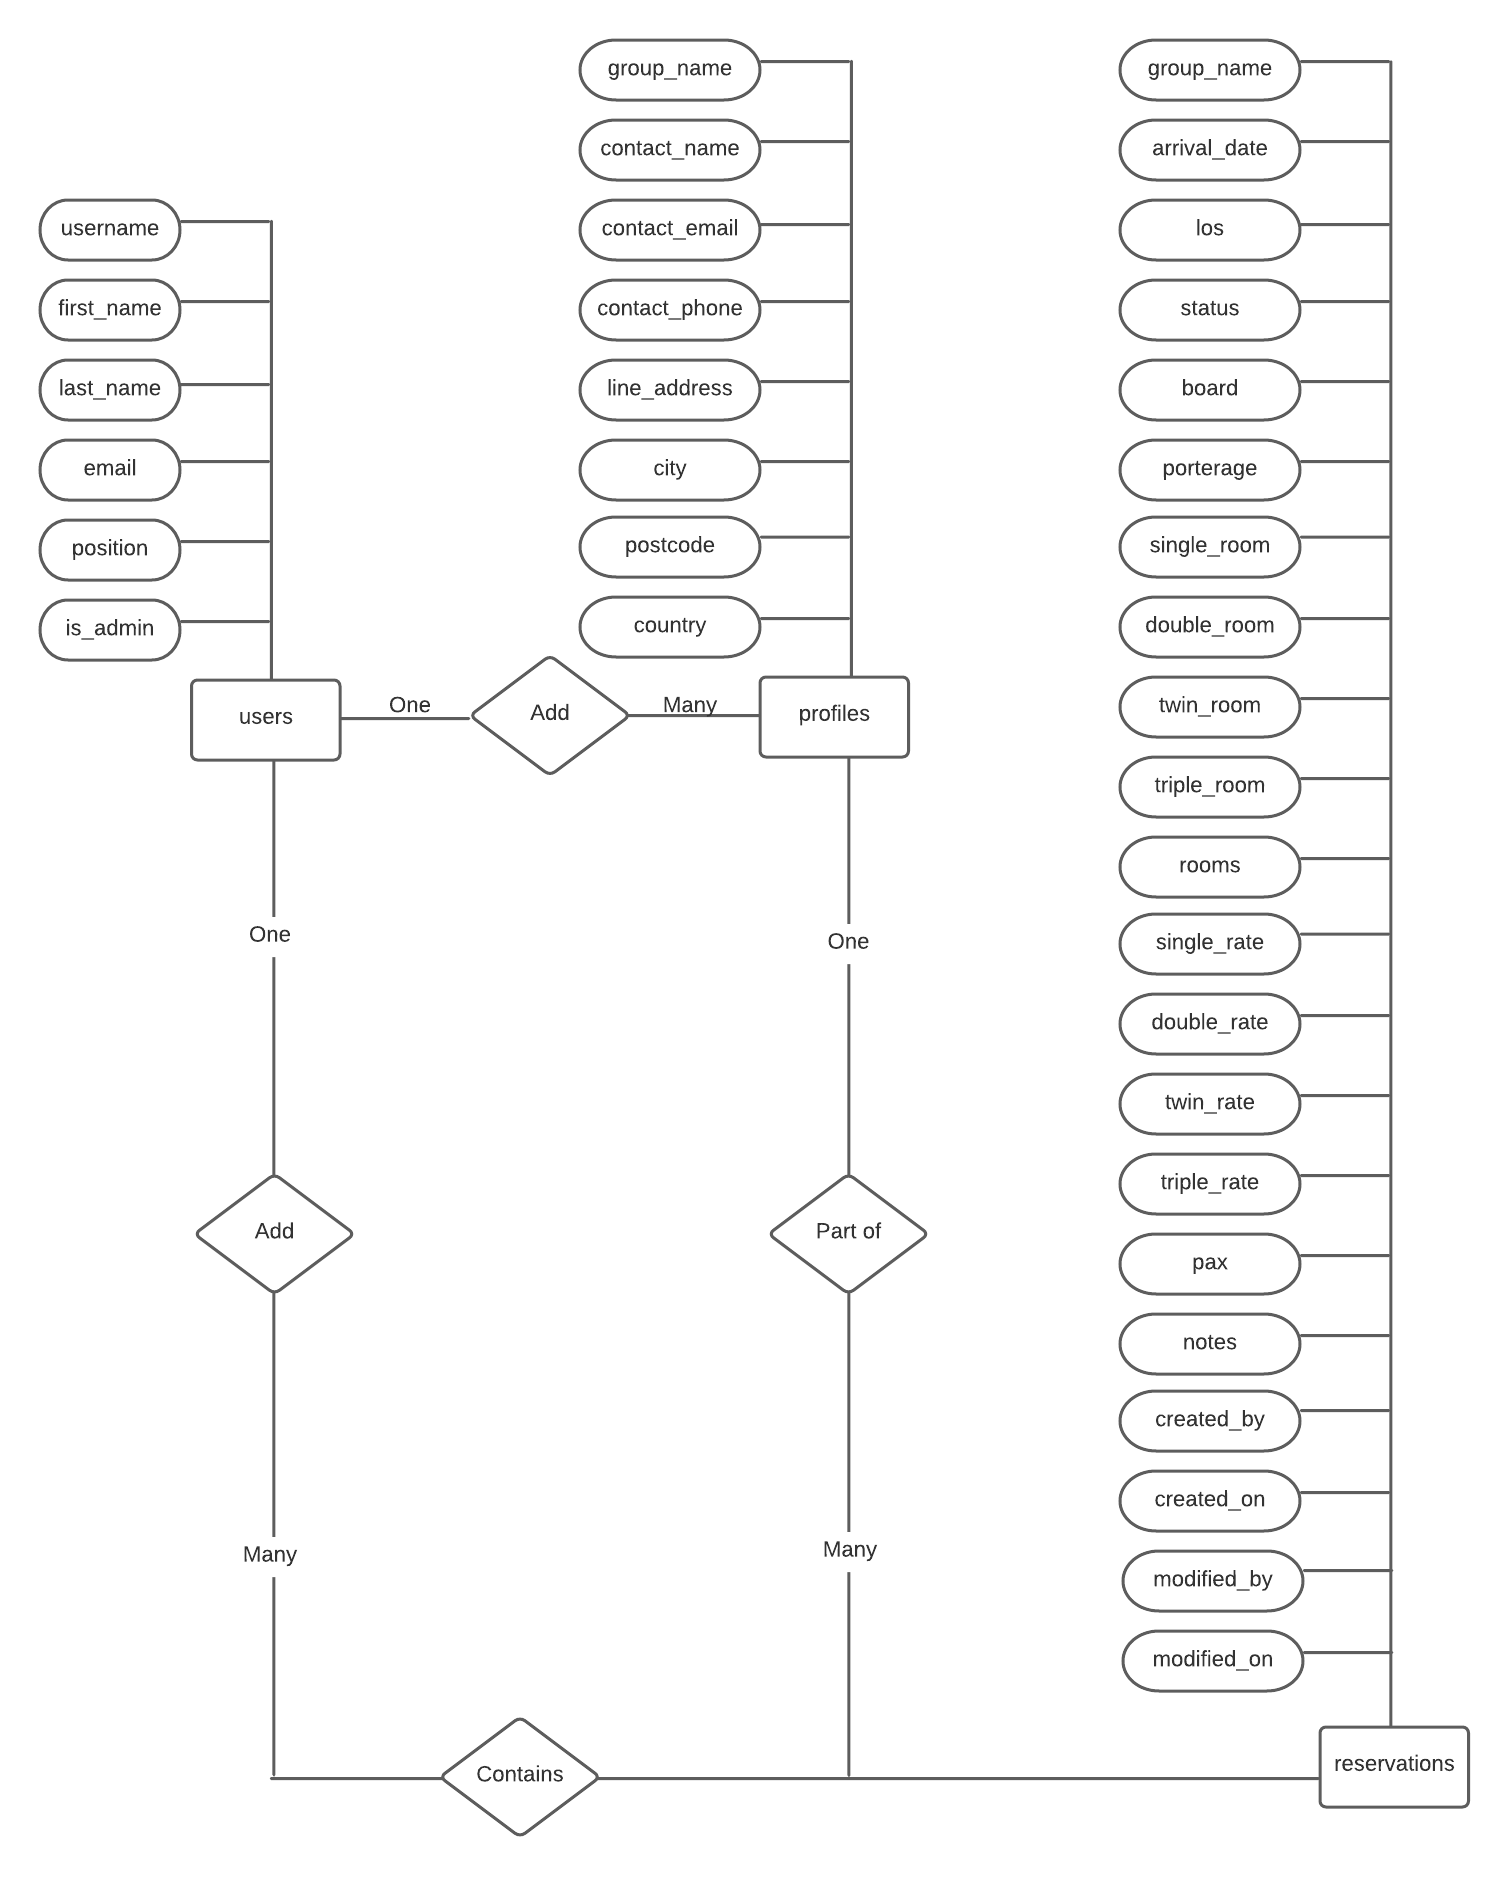 username
first_name
last_name
email
position
is_admin
users
One
Add
Many
group_name
contact_name
contact_email
contact_phone
line_address
city
postcode
country
profiles
One
Add
Many
One
Part of
Many
Contains
group_name
arrival_date
los
status
board
porterage
single_room
double_room
twin_room
triple_room
rooms
single_rate
double_rate
twin_rate
triple_rate
pax
notes
created_by
created_on
modified_by
modified_on
reservations